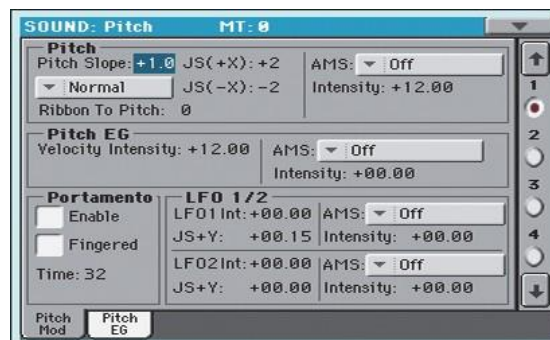 SOUND: Pitch MT: 0
Pitch
Pitch Slope: +1.0 JS(+X): +2 AMS: Off
Normal JS(-X): -2 Intensity: +12.00
Ribbon To Pitch: 0
Pitch EG
Velocity Intensity: +12.00 AMS: Off
Intensity: +00.00
Portamento
Enable
Fingered
Time: 32
LFO 1/2
LFO1 Int: +00.00 AMS: Off
JS+Y: +00.15 Intensity: +00.00
LFO2 Int: +00.00 AMS: Off
JS+Y: +00.00 Intensity: +00.00
1
2
3
4
Pitch Mod
Pitch EG